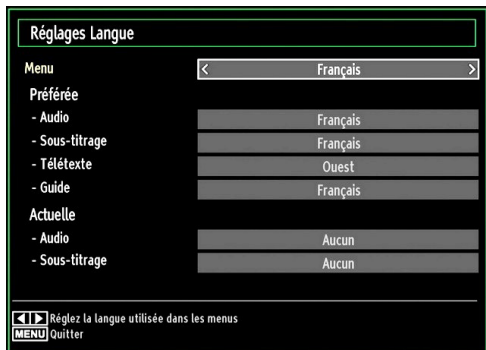 Réglages Langue
Menu < Français >
Préférée
- Audio Français
- Sous-titrage Français
- Télétexte Ouest
- Guide Français
Actuelle
- Audio Aucun
- Sous-titrage Aucun
Réglez la langue utilisée dans les menus
MENU Quitter